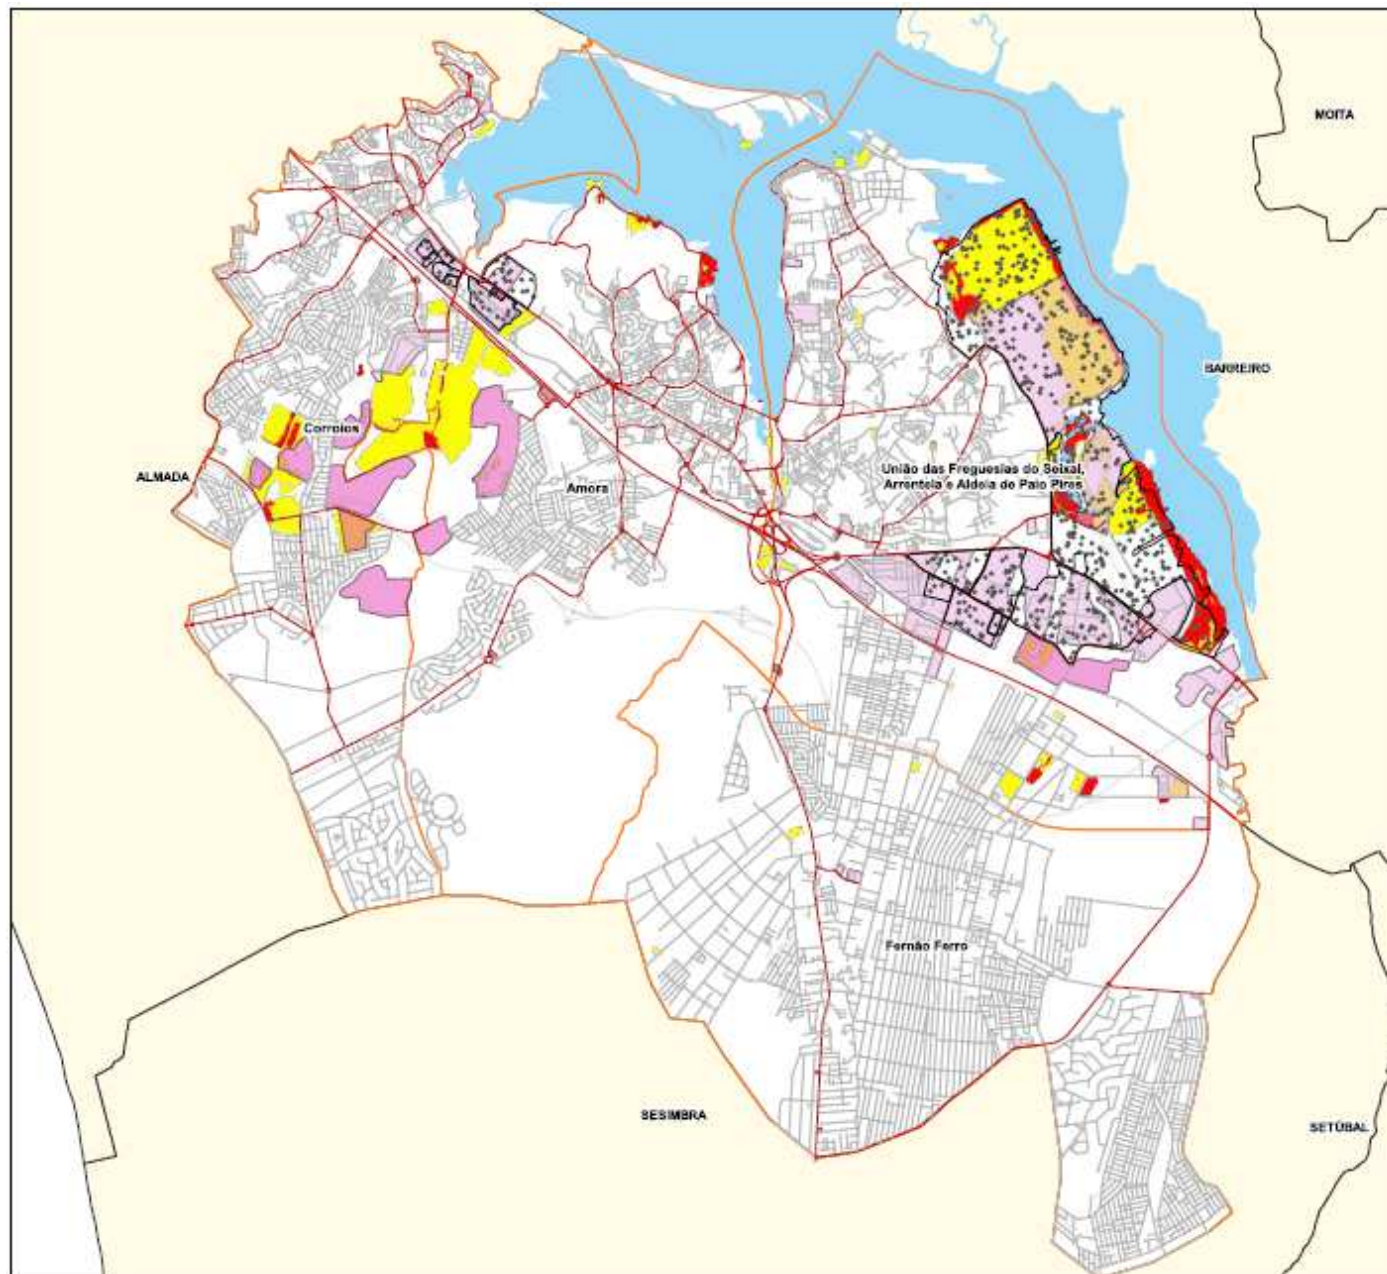 MOITA
BARREIRO
Corroios
ALMADA
União das Freguesias do Seixal,
Arrentela e Aldeia de Paio Pires
Amora
Fernão Ferro
SESIMBRA
SETÚBAL